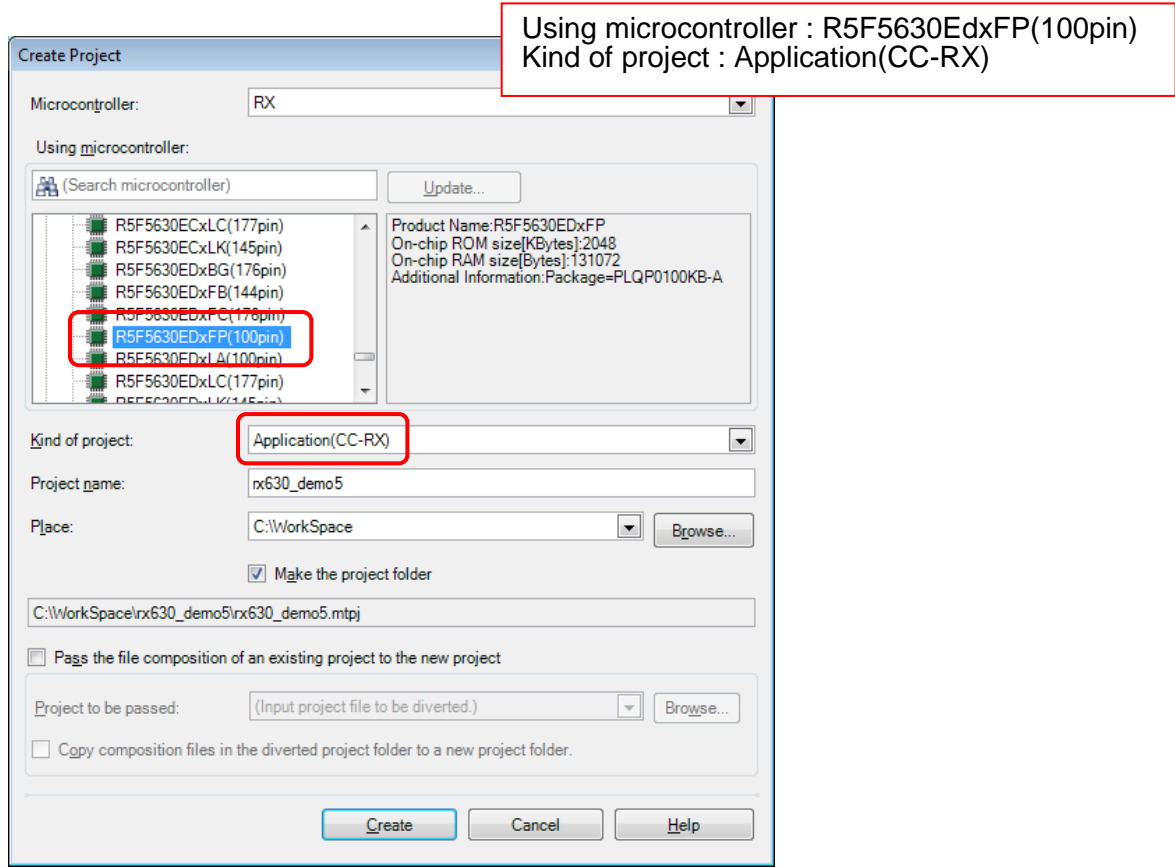 Using microcontroller : R5F5630EdxFP(100pin)
Kind of project : Application(CC-RX)
Create Project
Microcontroller:
RX
Using microcontroller:
(Search microcontroller)
Update...
R5F5630ECxLC(177pin)
R5F5630ECxLK(145pin)
R5F5630EDxBG(176pin)
R5F5630EDxFB(144pin)
R5F5630EDxFC(176pin)
R5F5630EDxFP(100pin)
R5F5630EDxLA(100pin)
R5F5630EDxLC(177pin)
R5F5630EDxLK(145pin)
Product Name:R5F5630EDxFP
On-chip ROM size[KBytes]:2048
On-chip RAM size[Bytes]:131072
Additional Information:Package=PLQP0100KB-A
Kind of project:
Application(CC-RX)
Project name:
rx630_demo5
Place:
C:\WorkSpace
Browse...
Make the project folder
C:\WorkSpace\rx630_demo5\rx630_demo5.mtpj
Pass the file composition of an existing project to the new project
Project to be passed:
(Input project file to be diverted.)
Browse...
Copy composition files in the diverted project folder to a new project folder.
Create
Cancel
Help